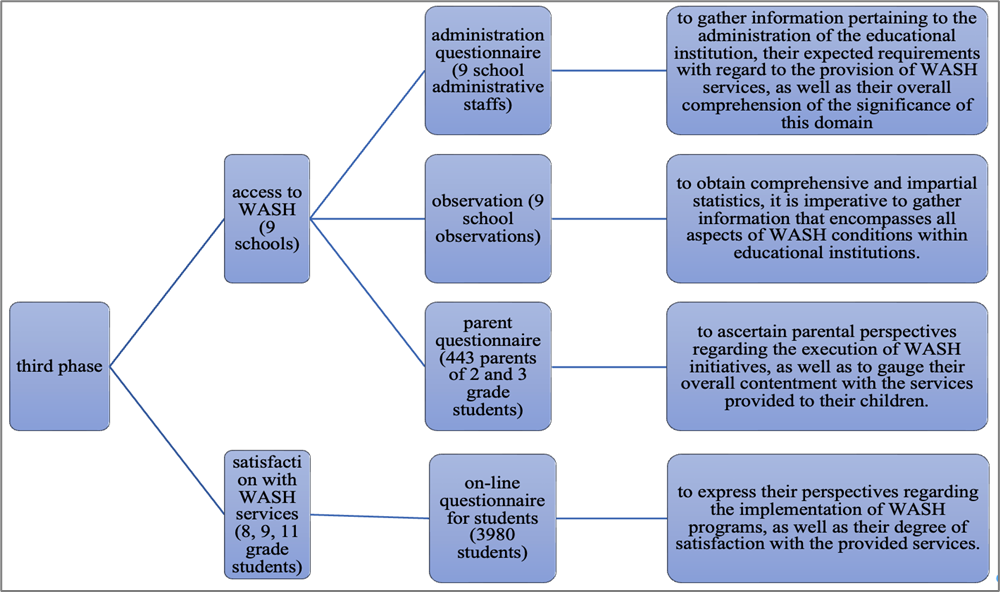 third phase
access to
WASH
(9
schools)
administration
questionnaire
(9 school
administrative
staffs)
to gather information pertaining to the
administration of the educational
institution, their expected requirements
with regard to the provision of WASH
services, as well as their overall
comprehension of the significance of
this domain
observation (9
school
observations)
to obtain comprehensive and impartial
statistics, it is imperative to gather
information that encompasses all
aspects of WASH conditions within
educational institutions.
parent
questionnaire
(443 parents
of 2 and 3
grade
students)
to ascertain parental perspectives
regarding the execution of WASH
initiatives, as well as to gauge their
overall contentment with the services
provided to their children.
satisfacti
on with
WASH
services
(8, 9, 11
grade
students)
on-line
questionnaire
for students
(3980
students)
to express their perspectives regarding
the implementation of WASH
programs, as well as their degree of
satisfaction with the provided services.